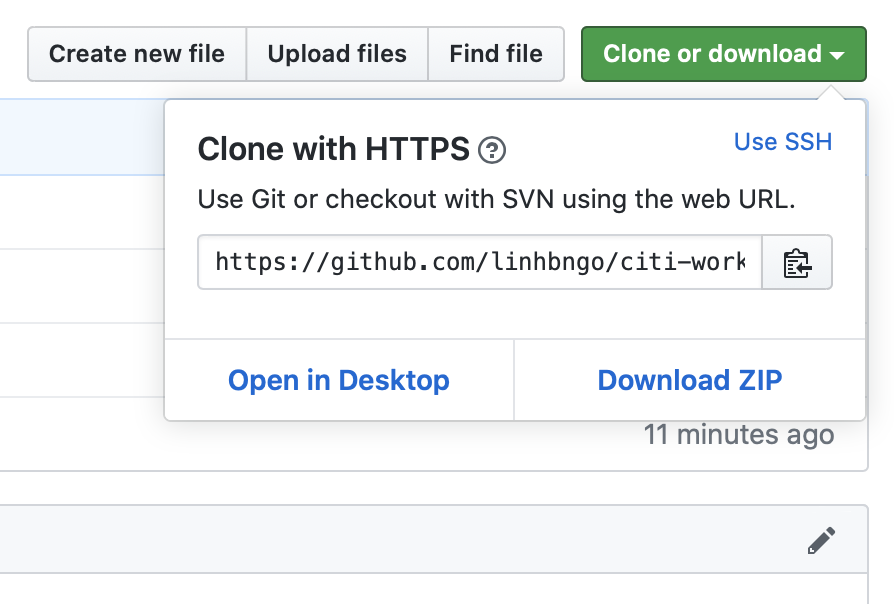 Create new file Upload files Find file Clone or download
Clone with HTTPS Use SSH
Use Git or checkout with SVN using the web URL.
https://github.com/linhbngo/citi-work
Open in Desktop Download ZIP
11 minutes ago